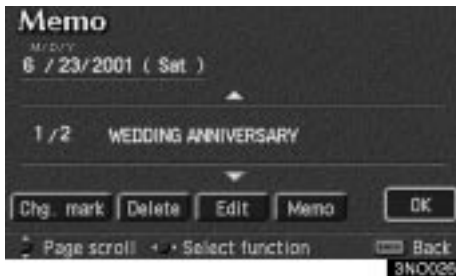 Memo
M/D/Y
6 / 23/2001 ( Sat )
1/2 WEDDING ANNIVERSARY
Chg. mark Delete Edit Memo OK
Page scroll Select function Back
3NO026